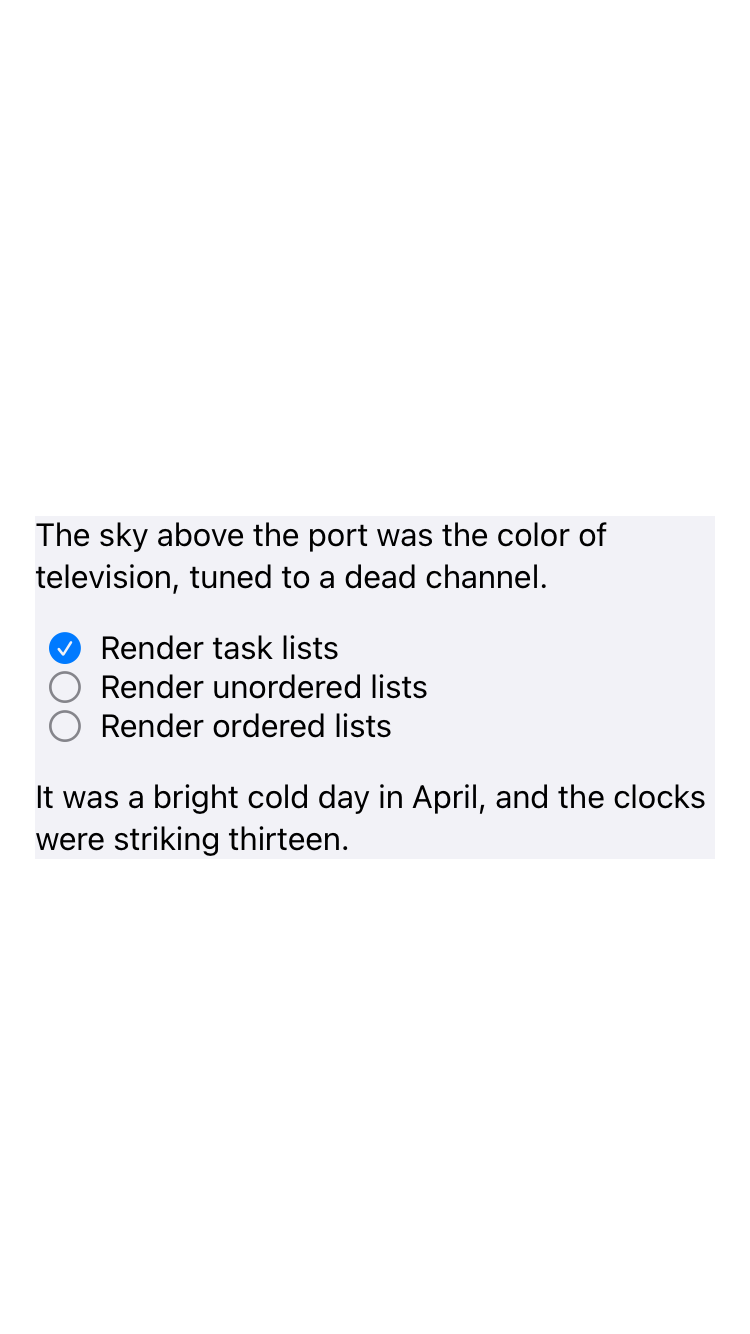 The sky above the port was the color of
television, tuned to a dead channel.
Render task lists
Render unordered lists
Render ordered lists
It was a bright cold day in April, and the clocks
were striking thirteen.